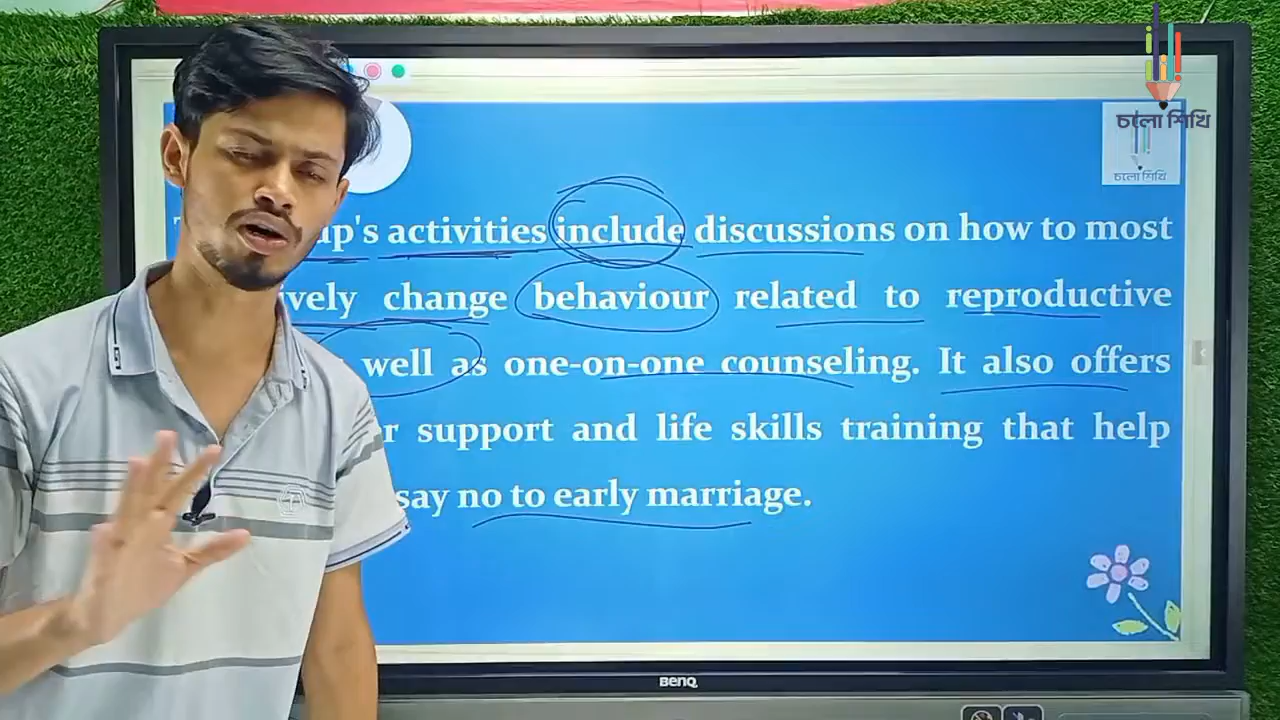 চলো শিখি
চলো শিখি
activities include discussions on how to most
change behaviour related to reproductive
well as one-on-one counseling. It also offers
support and life skills training that help
say no to early marriage.
BENQ